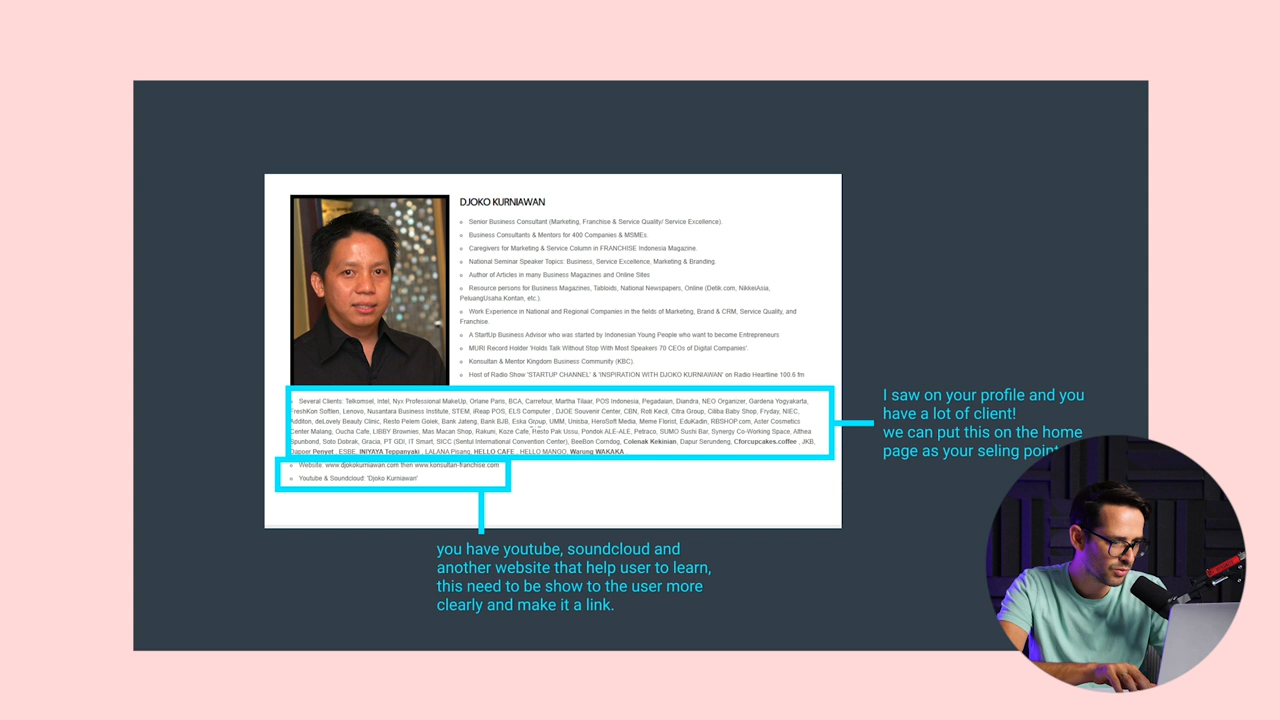 DJOKO KURNIAWAN
Senior Business Consultant (Marketing, Franchise & Service Quality/ Service Excellence).
Business Consultants & Mentors for 400 Companies & MSMEs.
Caregivers for Marketing & Service Column in FRANCHISE Indonesia Magazine.
National Seminar Speaker Topics: Business, Service Excellence, Marketing & Branding.
Author of Articles in many Business Magazines and Online Sites
Resource persons for Business Magazines, Tabloids, National Newspapers, Online (Detik.com, NikkeiAsia,
PeluangUsaha.Kontan, etc.).
Work Experience in National and Regional Companies in the fields of Marketing, Brand & CRM, Service Quality, and
Franchise.
A StartUp Business Advisor who was started by Indonesian Young People who want to become Entrepreneurs
MURI Record Holder 'Holds Talk Without Stop With Most Speakers 70 CEOs of Digital Companies'.
Konsultan & Mentor Kingdom Business Community (KBC).
Host of Radio Show 'STARTUP CHANNEL' & 'INSPIRATION WITH DJOKO KURNIAWAN' on Radio Heartline 100.6 fm
Several Clients: Telkomsel, Intel, Nyx Professional MakeUp, Oriane Paris, BCA, Carrefour, Martha Tilaar, POS Indonesia, Pegadaian, Diandra, NEO Organizer, Gardena Yogyakarta,
FreshKon Softlen, Lenovo, Nusantara Business Institute, STEM, iReap POS, ELS Computer , DJOE Souvenir Center, CBN, Roti Kecil, Citra Group, Ciliba Baby Shop, Fryday, NIEC,
Additon, deLovely Beauty Clinic, Resto Pelem Golek, Bank Jateng, Bank BJB, Eska Group, UMM, Unisba, HeroSoft Media, Meme Florist, EduKadin, RBSHOP.com, Aster Cosmetics
Center Malang, Oucha Cafe, LIBBY Brownies, Mas Macan Shop, Rakuni, Koze Cafe, Resto Pak Ussu, Pondok ALE-ALE, Petraco, SUMO Sushi Bar, Synergy Co-Working Space, Althea
Spunbond, Soto Dobrak, Gracia, PT GDI, IT Smart, SICC (Sentul International Convention Center), BeeBon Corndog, Colenak Kekinian, Dapur Serundeng, Cforcupcakes.coffee , JKB,
Dapoer Penyet , ESBE, INIYAYA Teppanyaki , LALANA Pisang, HELLO CAFE , HELLO MANGO, Warung WAKAKA .
Website: www.djokokurniawan.com then www.konsultan-franchise.com
Youtube & Soundcloud: 'Djoko Kurniawan'
I saw on your profile and you
have a lot of client!
we can put this on the home
page as your seling point
you have youtube, soundcloud and
another website that help user to learn,
this need to be show to the user more
clearly and make it a link.